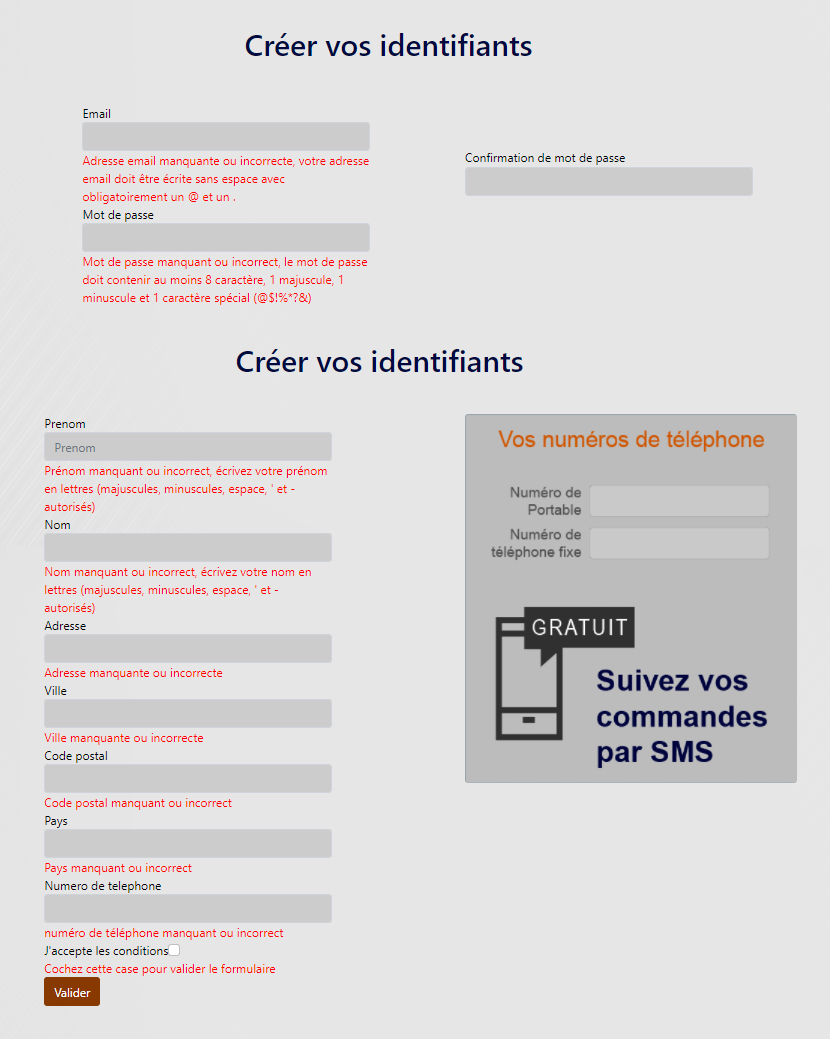 Créer vos identifiants
Email
Adresse email manquante ou incorrecte, votre adresse
email doit être écrite sans espace avec
obligatoirement un @ et un .
Mot de passe
Mot de passe manquant ou incorrect, le mot de passe
doit contenir au moins 8 caractère, 1 majuscule, 1
minuscule et 1 caractère spécial (@$!%*?&)
Confirmation de mot de passe
Créer vos identifiants
Prenom
Prenom
Prénom manquant ou incorrect, écrivez votre prénom
en lettres (majuscules, minuscules, espace, ' et -
autorisés)
Nom
Nom manquant ou incorrect, écrivez votre nom en
lettres (majuscules, minuscules, espace, ' et -
autorisés)
Adresse
Adresse manquante ou incorrecte
Ville
Ville manquante ou incorrecte
Code postal
Code postal manquant ou incorrect
Pays
Pays manquant ou incorrect
Numero de telephone
numéro de téléphone manquant ou incorrect
J'accepte les conditions
Cochez cette case pour valider le formulaire
Valider
Vos numéros de téléphone
Numéro de
Portable
Numéro de
téléphone fixe
GRATUIT
Suivez vos
commandes
par SMS